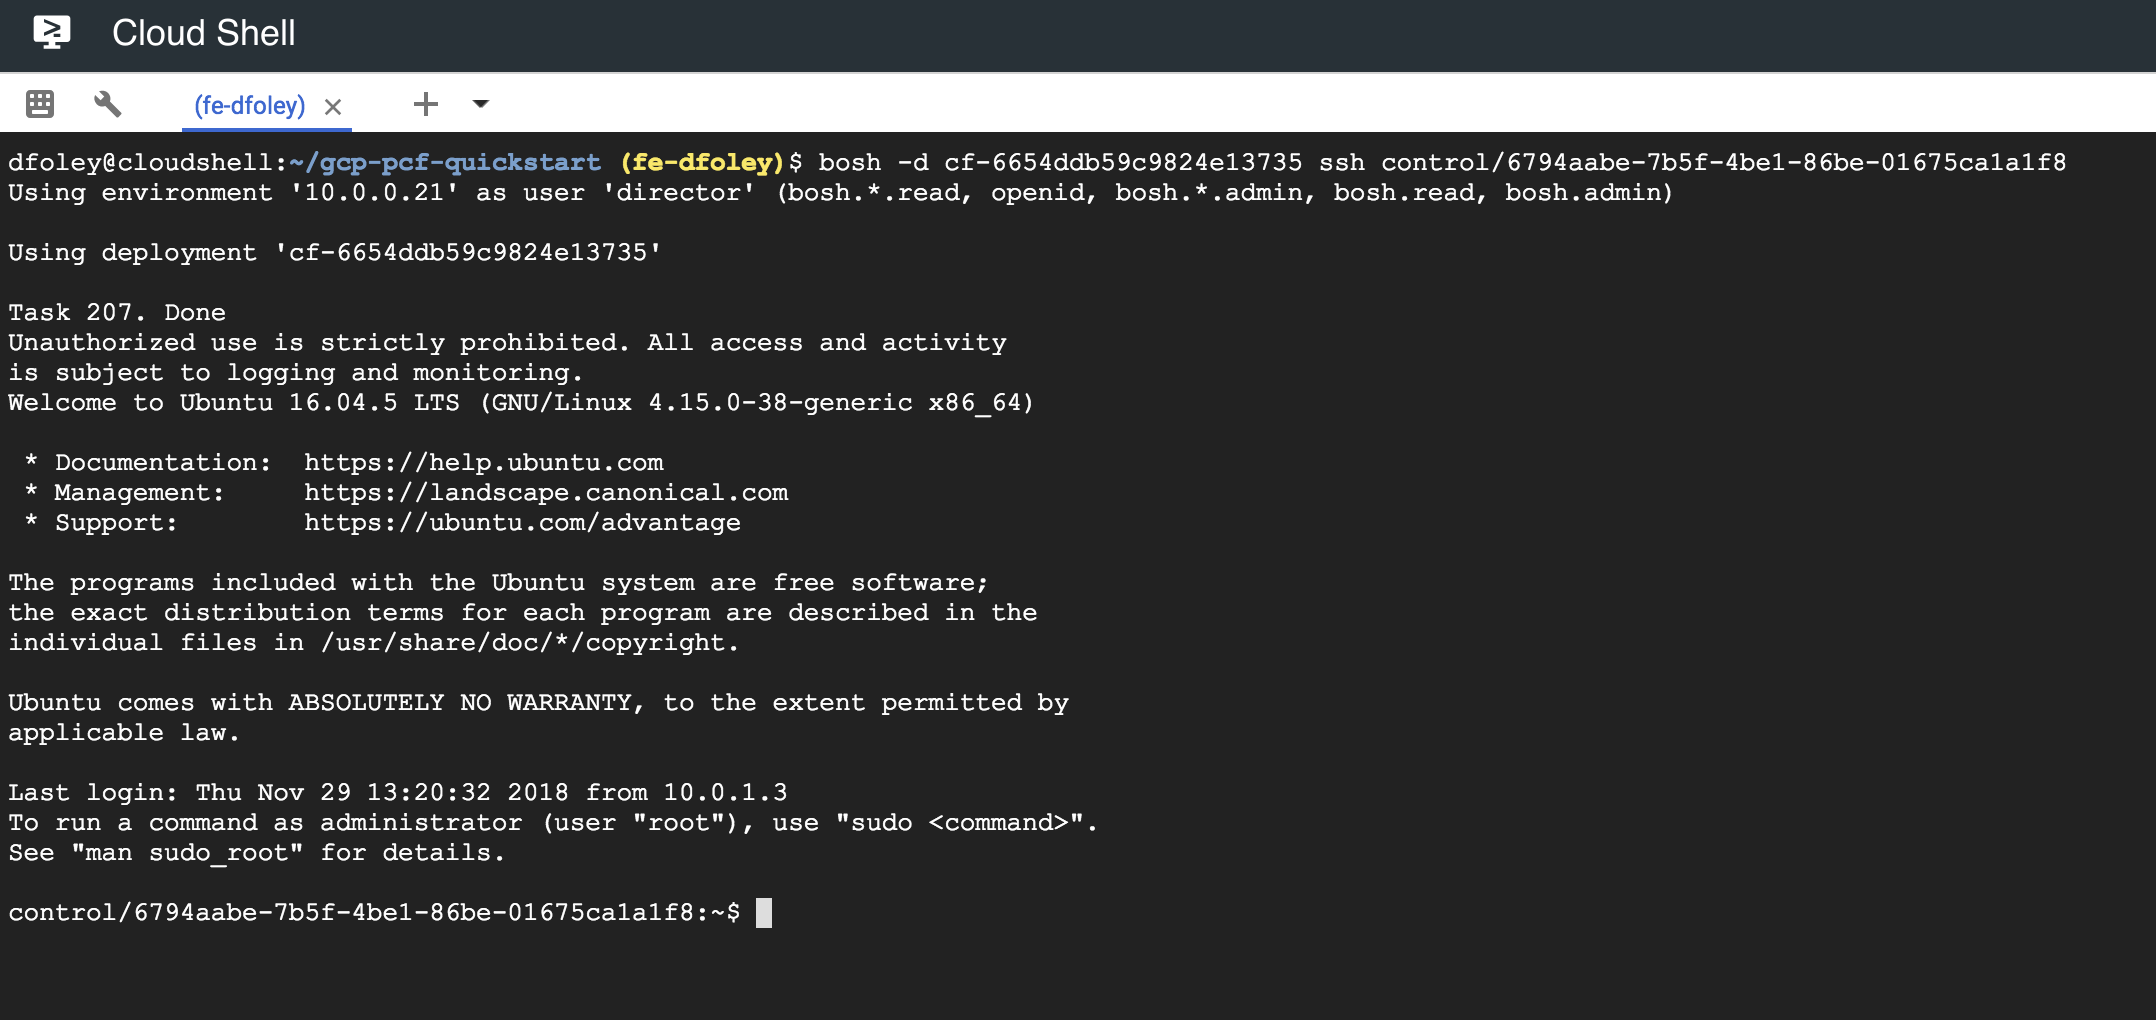 Cloud Shell
(fe-dfoley)
dfoley@cloudshell:~/gcp-pcf-quickstart (fe-dfoley)$ bosh -d cf-6654ddb59c9824e13735 ssh control/6794aabe-7b5f-4be1-86be-01675ca1a1f8
Using environment '10.0.0.21' as user 'director' (bosh.*.read, openid, bosh.*.admin, bosh.read, bosh.admin)
Using deployment 'cf-6654ddb59c9824e13735'
Task 207. Done
Unauthorized use is strictly prohibited. All access and activity
is subject to logging and monitoring.
Welcome to Ubuntu 16.04.5 LTS (GNU/Linux 4.15.0-38-generic x86_64)
* Documentation:  https://help.ubuntu.com
* Management:     https://landscape.canonical.com
* Support:        https://ubuntu.com/advantage
The programs included with the Ubuntu system are free software;
the exact distribution terms for each program are described in the
individual files in /usr/share/doc/*/copyright.
Ubuntu comes with ABSOLUTELY NO WARRANTY, to the extent permitted by
applicable law.
Last login: Thu Nov 29 13:20:32 2018 from 10.0.1.3
To run a command as administrator (user "root"), use "sudo <command>".
See "man sudo_root" for details.
control/6794aabe-7b5f-4be1-86be-01675ca1a1f8:~$